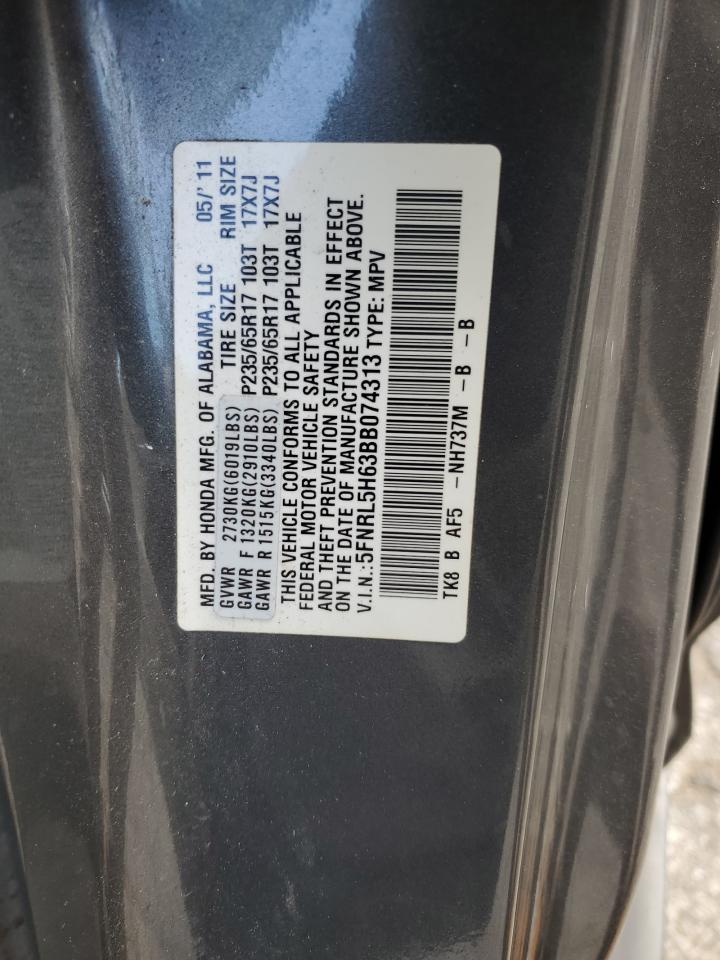 MFD. BY HONDA MFG. OF ALABAMA, LLC 05/' 11
GVWR 2730KG(6019LBS) TIRE SIZE RIM SIZE
GAWR F 1320KG(2910LBS) P235/65R17 103T 17X7J
GAWR R 1515KG(3340LBS) P235/65R17 103T 17X7J
THIS VEHICLE CONFORMS TO ALL APPLICABLE
FEDERAL MOTOR VEHICLE SAFETY
AND THEFT PREVENTION STANDARDS IN EFFECT
ON THE DATE OF MANUFACTURE SHOWN ABOVE.
V.I.N.: 5FNRL5H63BB074313 TYPE: MPV
TK8 B AF5 -NH737M -B -B